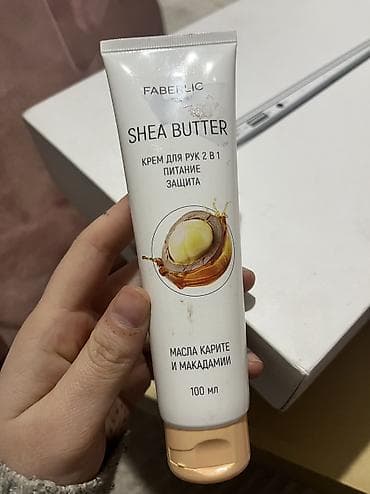 FABERLIC
SHEA BUTTER
КРЕМ ДЛЯ РУК 2 В 1
ПИТАНИЕ
ЗАЩИТА
МАСЛА КАРИТЕ
И МАКАДАМИИ
100 мл